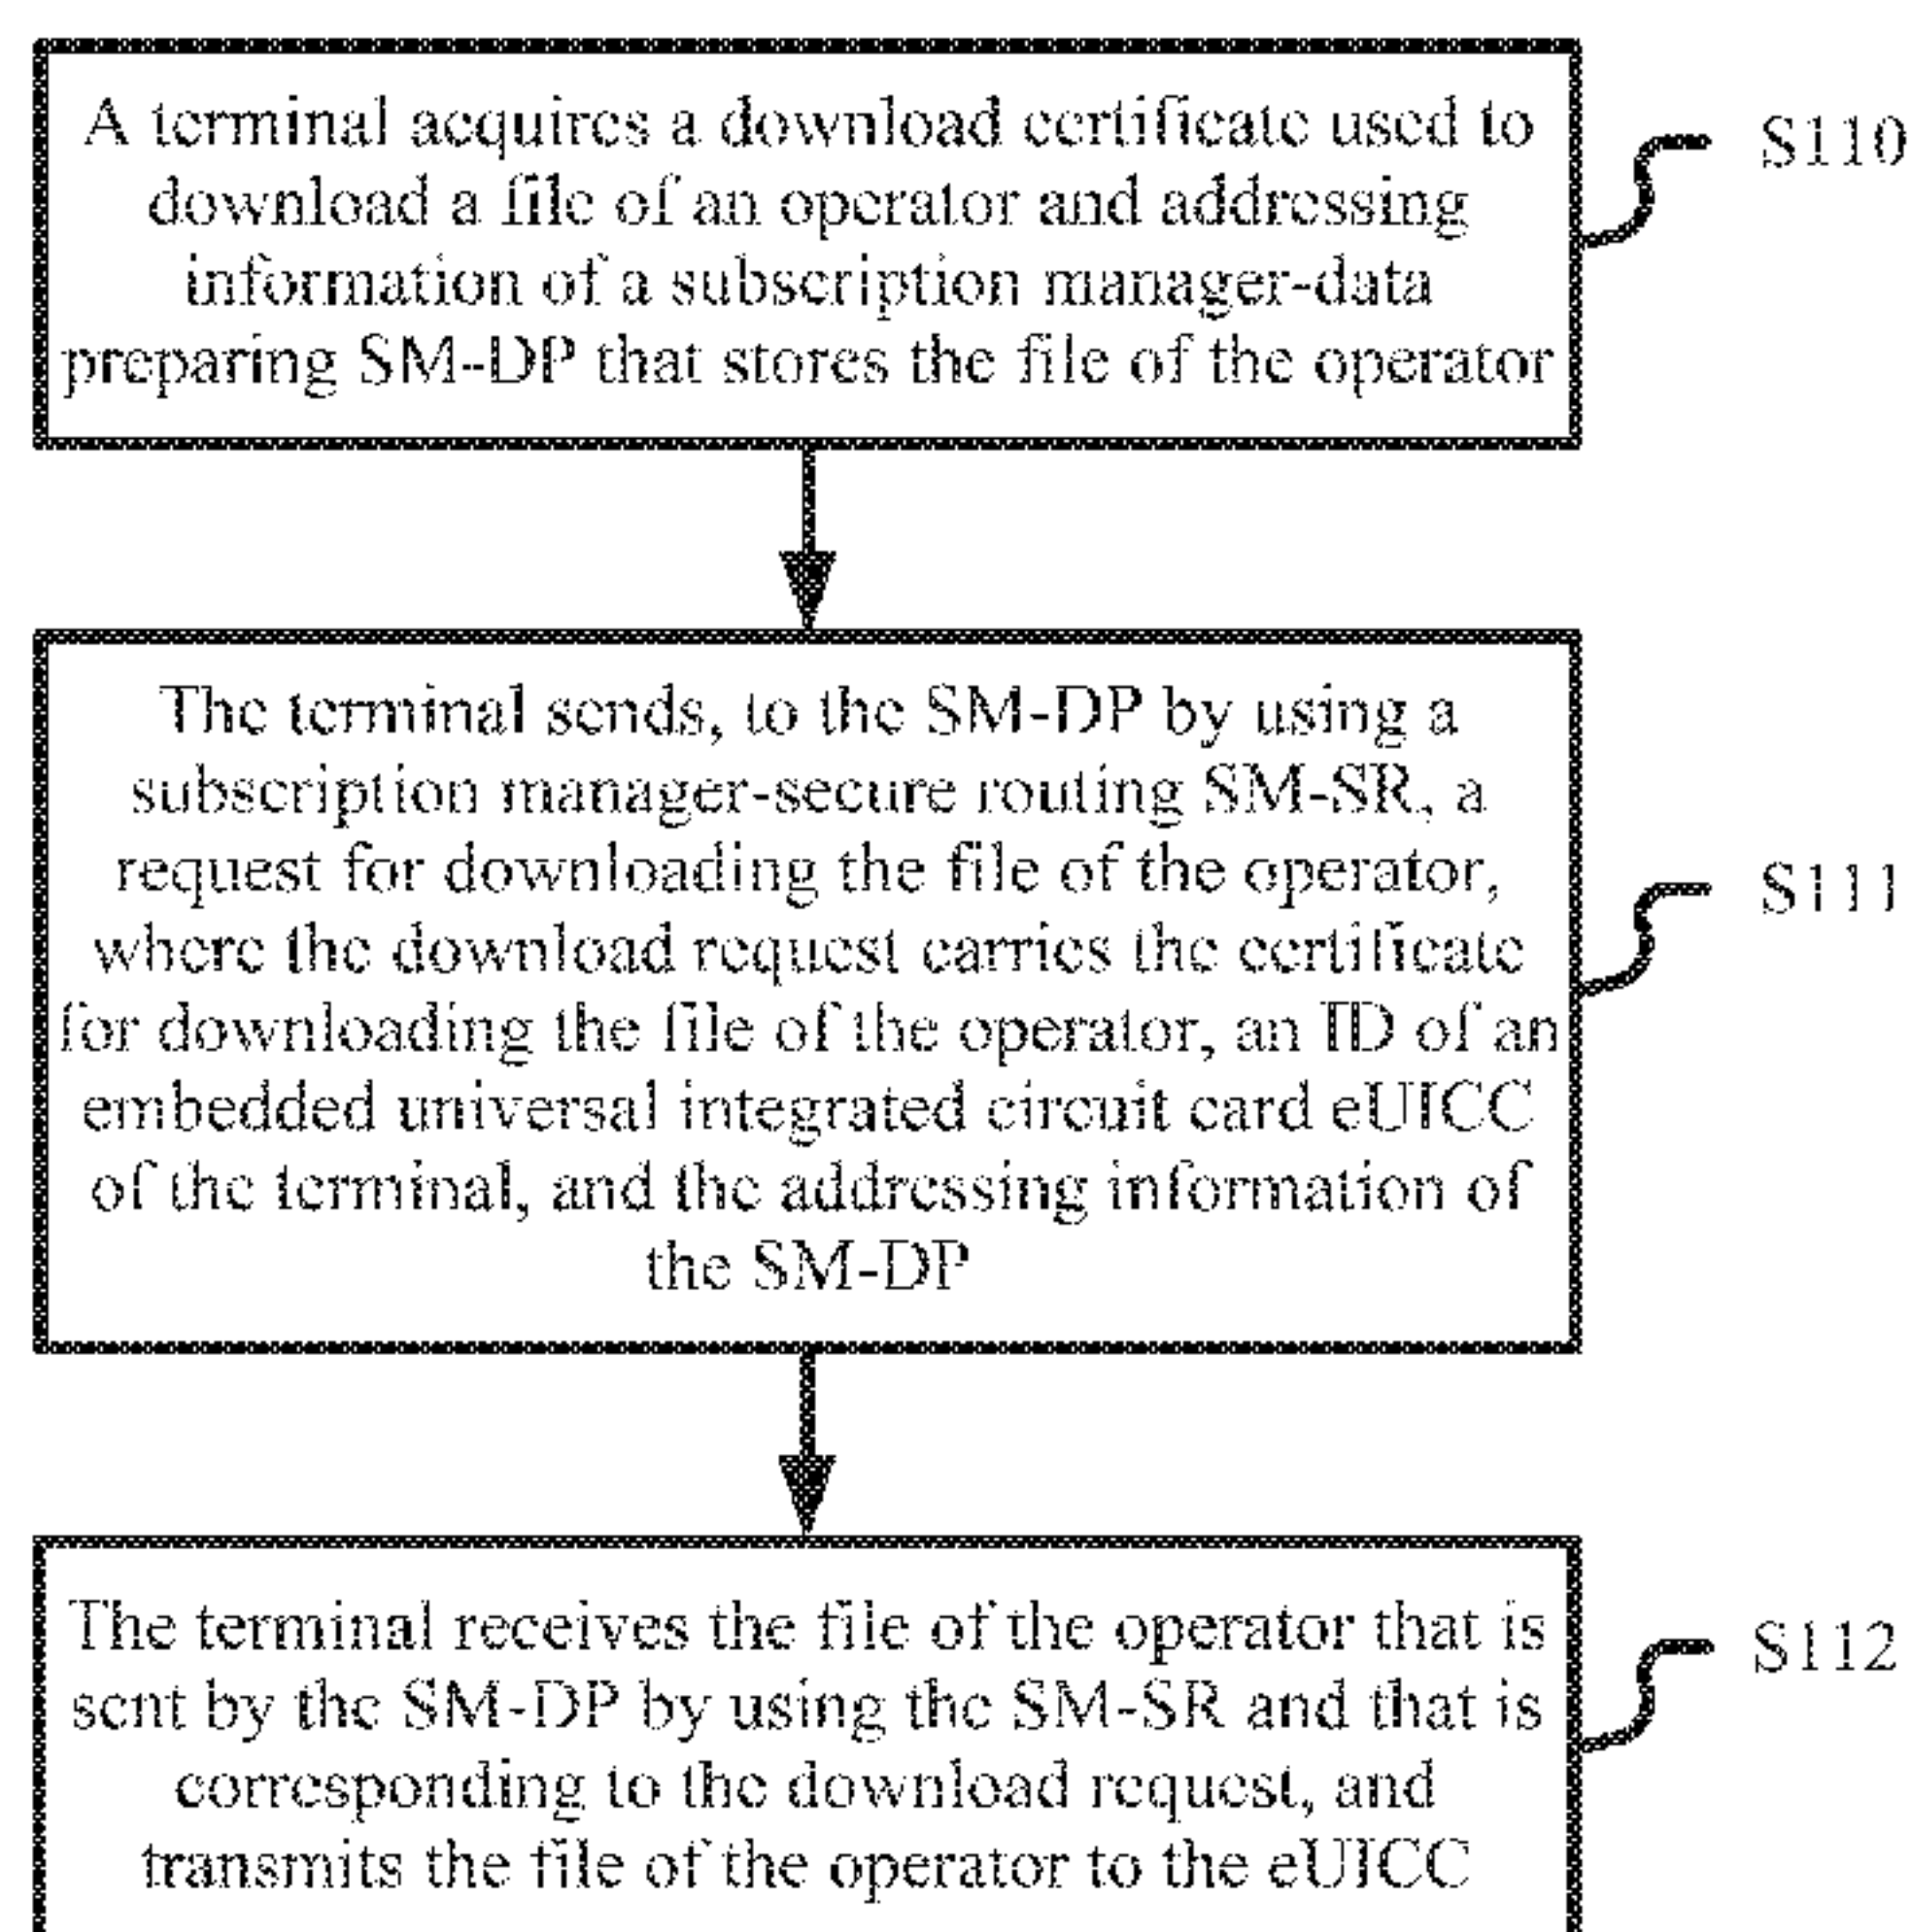 A terminal acquires a download certificate used to
download a file of an operator and addressing
information of a subscription manager-data
preparing SM-DP that stores the file of the operator
S110
The terminal sends, to the SM-DP by using a
subscription manager-secure routing SM-SR, a
request for downloading the file of the operator,
where the download request carries the certificate
for downloading the file of the operator, an ID of an
embedded universal integrated circuit card eUICC
of the terminal, and the addressing information of
the SM-DP
S111
The terminal receives the file of the operator that is
sent by the SM-DP by using the SM-SR and that is
corresponding to the download request, and
transmits the file of the operator to the eUICC
S112